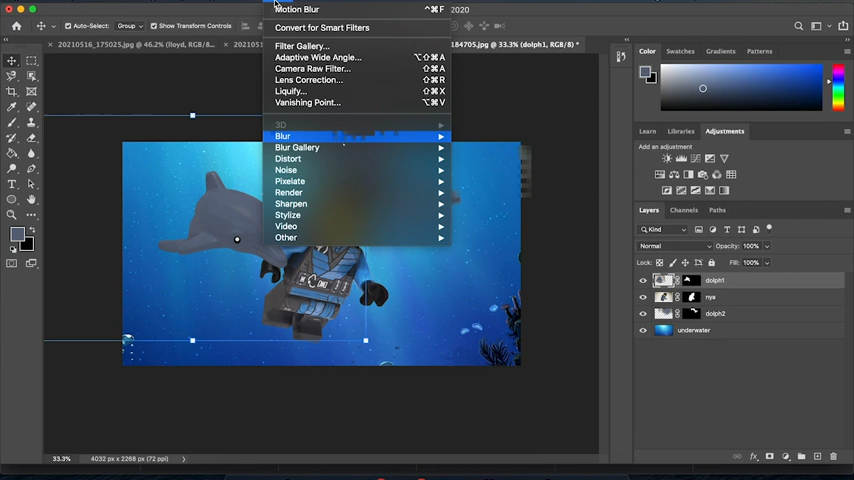 Motion Blur ⌃⌘F
2020
Auto-Select: Group Show Transform Controls
Convert for Smart Filters
20210516_175025.jpg @ 46.2% (lloyd, RGB/8...
184705.jpg @ 33.3% (dolph1, RGB/8) *
Filter Gallery...
Adaptive Wide Angle... ⌥⇧⌘A
Camera Raw Filter... ⇧⌘A
Lens Correction... ⇧⌘R
Liquify... ⇧⌘X
Vanishing Point... ⌥⌘V
3D
Blur
Blur Gallery
Distort
Noise
Pixelate
Render
Sharpen
Stylize
Video
Other
Color Swatches Gradients Patterns
Learn Libraries Adjustments
Add an adjustment
Layers Channels Paths
Kind
Normal Opacity: 100%
Lock: Fill: 100%
dolph1
nya
dolph2
underwater
33.3% 4032 px x 2268 px (72 ppi)